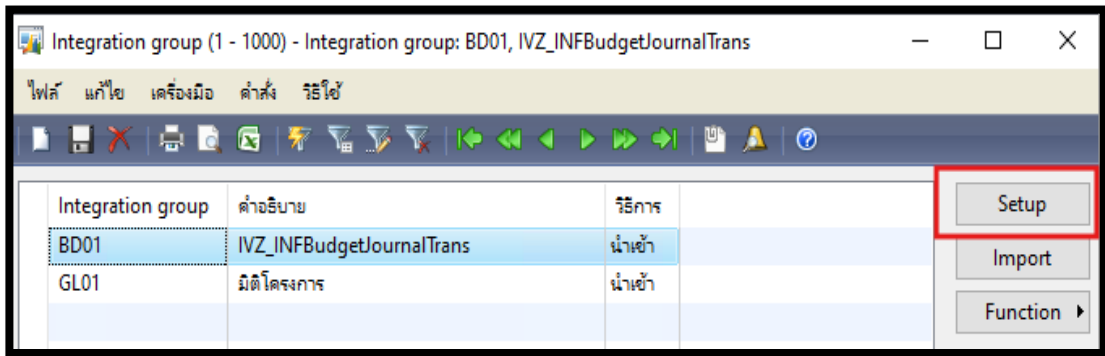 Integration group (1 - 1000) - Integration group: BD01, IVZ_INFBudgetJournalTrans
ไฟล์ แก้ไข เครื่องมือ คำสั่ง วิธีใช้
Integration group คำอธิบาย วิธีการ
Setup
BD01 IVZ_INFBudgetJournalTrans นำเข้า
Import
GL01 มิติโครงการ นำเข้า
Function